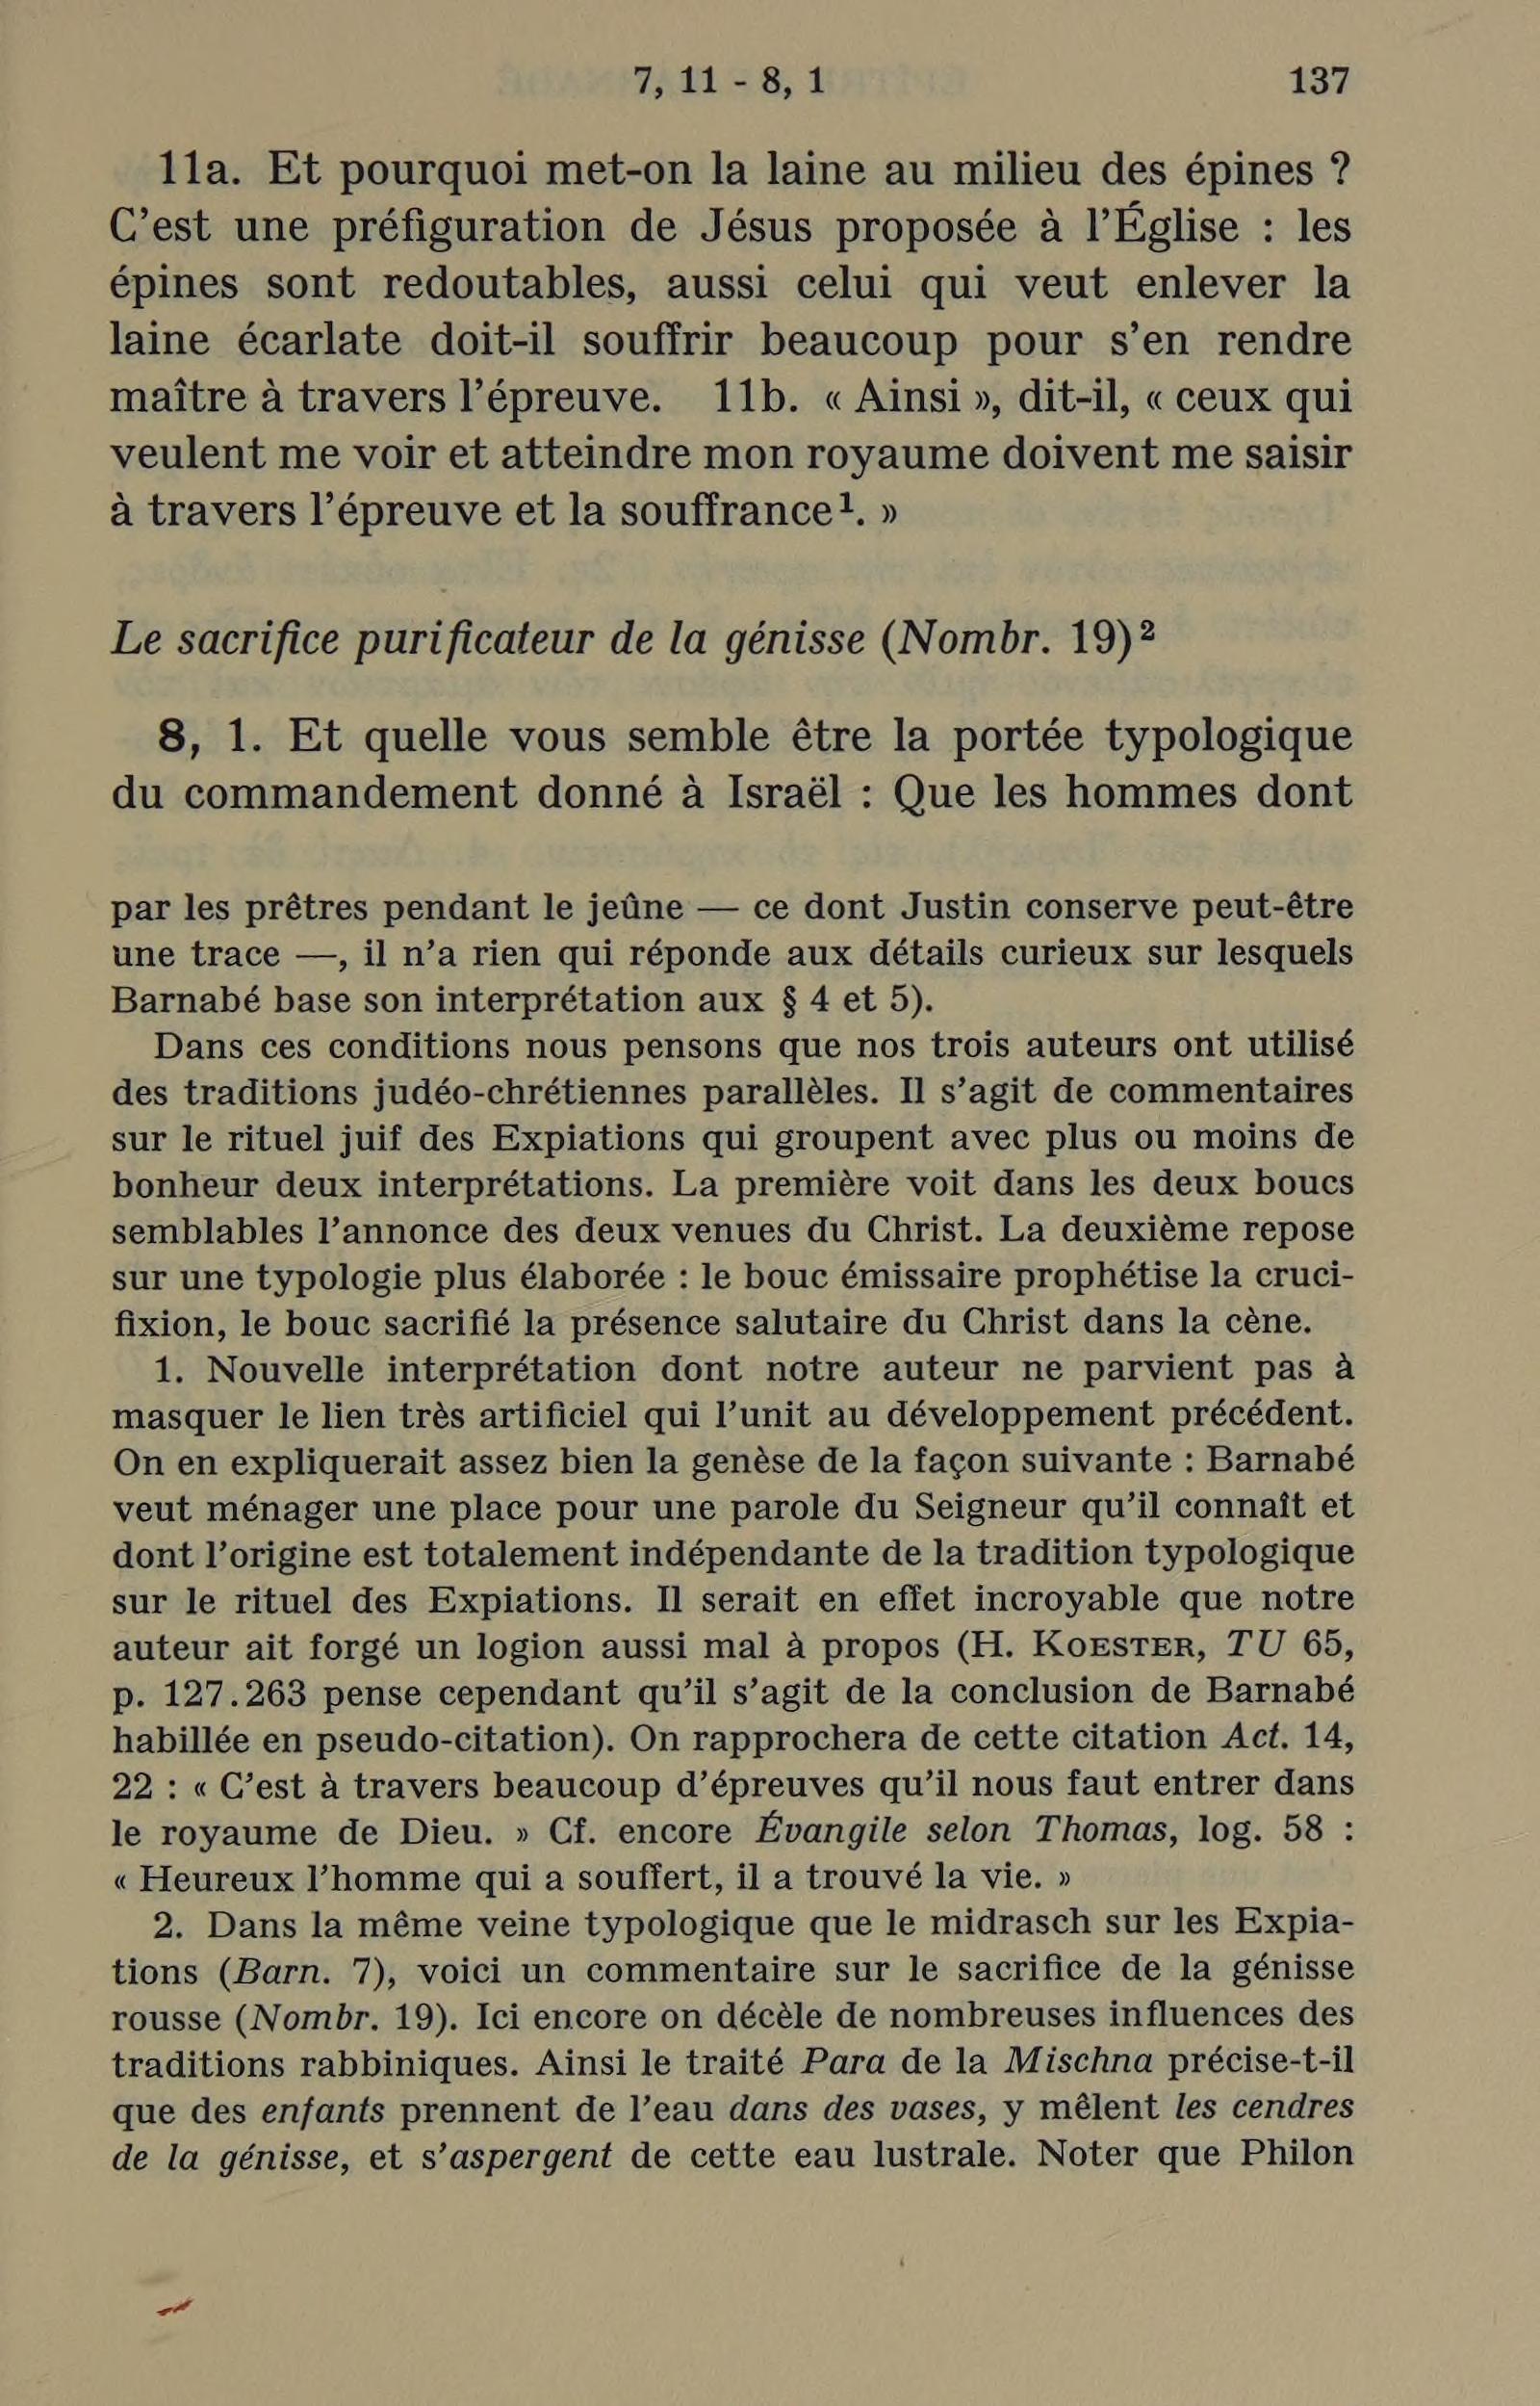 7, 11 - 8, 1 137
11a. Et pourquoi met-on la laine au milieu des épines ?
C’est une préfiguration de Jésus proposée à l’Église : les
épines sont redoutables, aussi celui qui veut enlever la
laine écarlate doit-il souffrir beaucoup pour s’en rendre
maître à travers l’épreuve. 11b. « Ainsi », dit-il, « ceux qui
veulent me voir et atteindre mon royaume doivent me saisir
à travers l’épreuve et la souffrance¹. »
Le sacrifice purificateur de la génisse (Nombr. 19)²
8, 1. Et quelle vous semble être la portée typologique
du commandement donné à Israël : Que les hommes dont
par les prêtres pendant le jeûne — ce dont Justin conserve peut-être
une trace —, il n’a rien qui réponde aux détails curieux sur lesquels
Barnabé base son interprétation aux § 4 et 5).
Dans ces conditions nous pensons que nos trois auteurs ont utilisé
des traditions judéo-chrétiennes parallèles. Il s’agit de commentaires
sur le rituel juif des Expiations qui groupent avec plus ou moins de
bonheur deux interprétations. La première voit dans les deux boucs
semblables l’annonce des deux venues du Christ. La deuxième repose
sur une typologie plus élaborée : le bouc émissaire prophétise la cruci-
fixion, le bouc sacrifié la présence salutaire du Christ dans la cène.
1. Nouvelle interprétation dont notre auteur ne parvient pas à
masquer le lien très artificiel qui l’unit au développement précédent.
On en expliquerait assez bien la genèse de la façon suivante : Barnabé
veut ménager une place pour une parole du Seigneur qu’il connaît et
dont l’origine est totalement indépendante de la tradition typologique
sur le rituel des Expiations. Il serait en effet incroyable que notre
auteur ait forgé un logion aussi mal à propos (H. KOESTER, TU 65,
p. 127.263 pense cependant qu’il s’agit de la conclusion de Barnabé
habillée en pseudo-citation). On rapprochera de cette citation Act. 14,
22 : « C’est à travers beaucoup d’épreuves qu’il nous faut entrer dans
le royaume de Dieu. » Cf. encore Évangile selon Thomas, log. 58 :
« Heureux l’homme qui a souffert, il a trouvé la vie. »
2. Dans la même veine typologique que le midrasch sur les Expia-
tions (Barn. 7), voici un commentaire sur le sacrifice de la génisse
rousse (Nombr. 19). Ici encore on décèle de nombreuses influences des
traditions rabbiniques. Ainsi le traité Para de la Mischna précise-t-il
que des enfants prennent de l’eau dans des vases, y mêlent les cendres
de la génisse, et s’aspergent de cette eau lustrale. Noter que Philon